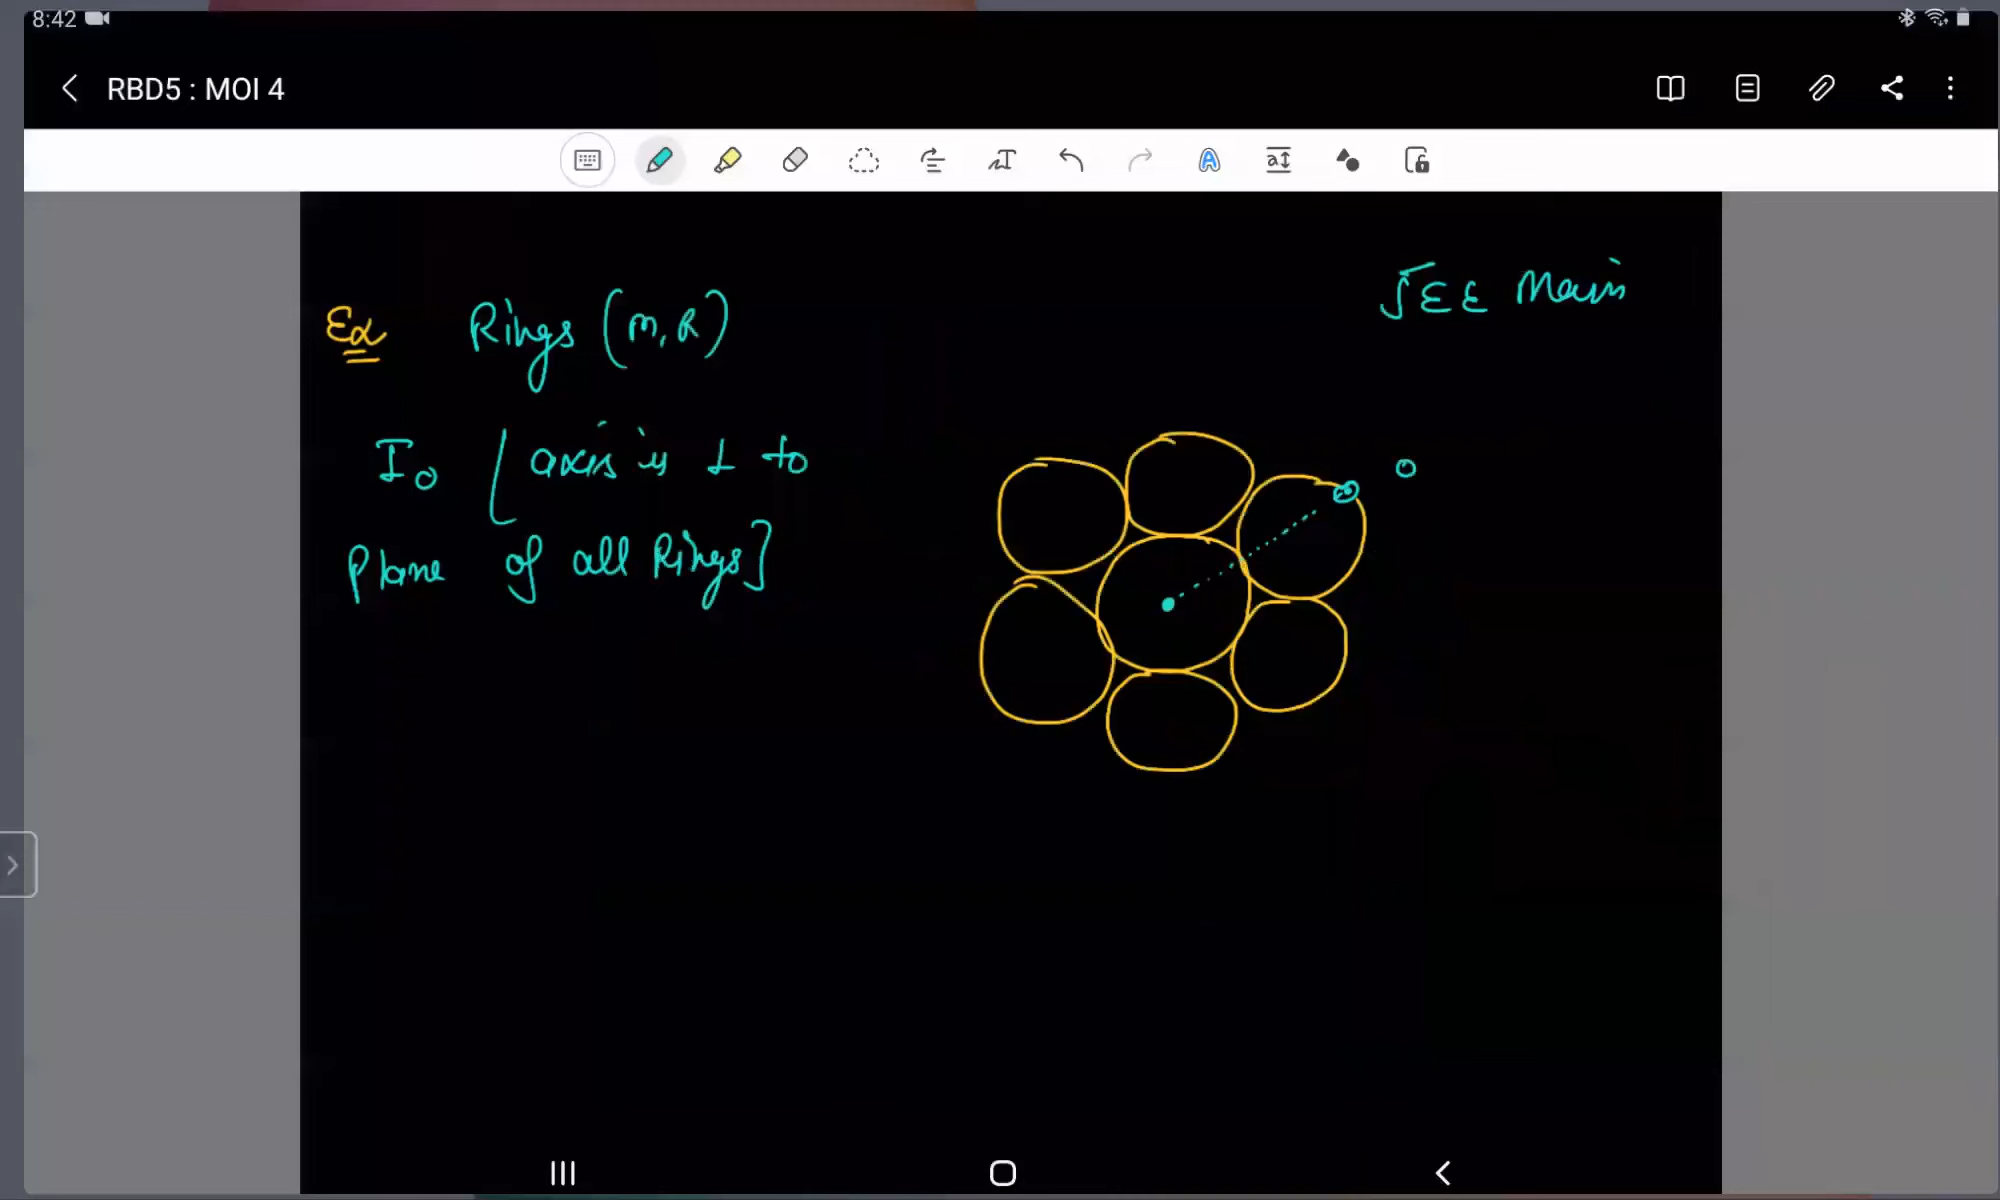 8:42
RBD5 : MOI 4
Ex Rings (m, R)
JEE Main
I₀ [axis is ⊥ to
Plane of all Rings]
O